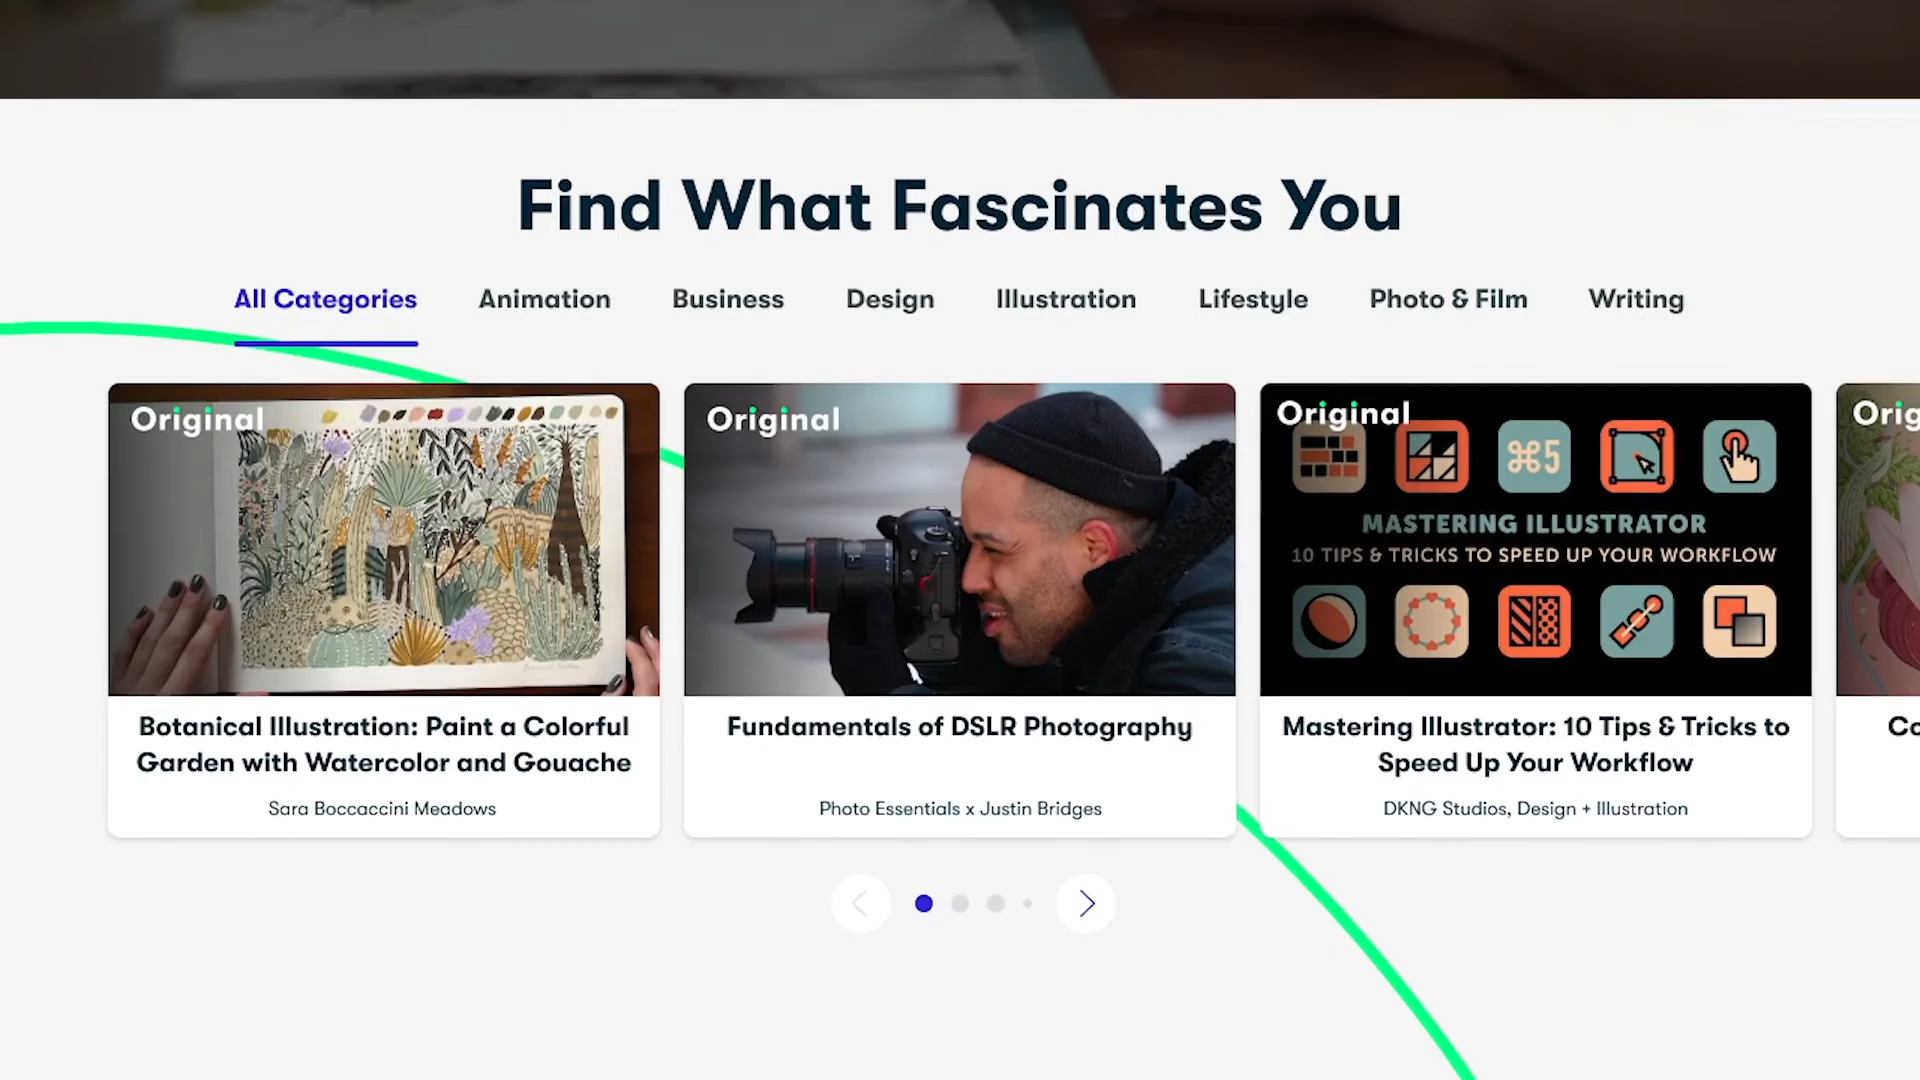 Find What Fascinates You
All Categories Animation Business Design Illustration Lifestyle Photo & Film Writing
Original
Botanical Illustration: Paint a Colorful
Garden with Watercolor and Gouache
Sara Boccaccini Meadows
Original
Fundamentals of DSLR Photography
Photo Essentials x Justin Bridges
Original
⌘5
MASTERING ILLUSTRATOR
10 TIPS & TRICKS TO SPEED UP YOUR WORKFLOW
Mastering Illustrator: 10 Tips & Tricks to
Speed Up Your Workflow
DKNG Studios, Design + Illustration
Orig
Co